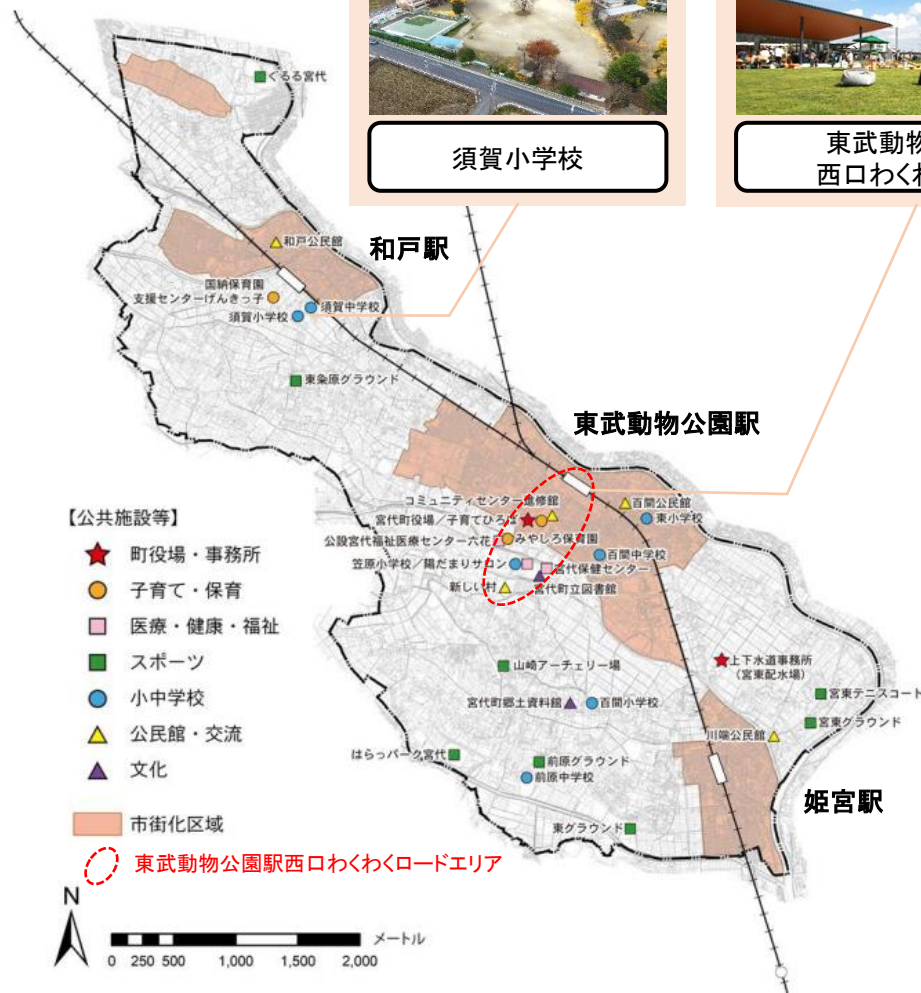 須賀小学校
東武動物
西口わくわ
ぐるる宮代
和戸公民館
和戸駅
国納保育園
支援センターげんきっ子
須賀中学校
須賀小学校
東粂原グラウンド
東武動物公園駅
コミュニティセンター進修館
百間公民館
宮代町役場／子育てひろば
東小学校
公設宮代福祉医療センター六花
みやしろ保育園
百間中学校
笠原小学校／陽だまりサロン
宮代保健センター
新しい村
宮代町立図書館
山崎アーチェリー場
上下水道事務所
（宮東配水場）
宮代町郷土資料館
百間小学校
宮東テニスコート
宮東グラウンド
川端公民館
はらっパーク宮代
前原グラウンド
前原中学校
姫宮駅
東グラウンド
【公共施設等】
町役場・事務所
子育て・保育
医療・健康・福祉
スポーツ
小中学校
公民館・交流
文化
市街化区域
東武動物公園駅西口わくわくロードエリア
N
メートル
0 250 500 1,000 1,500 2,000